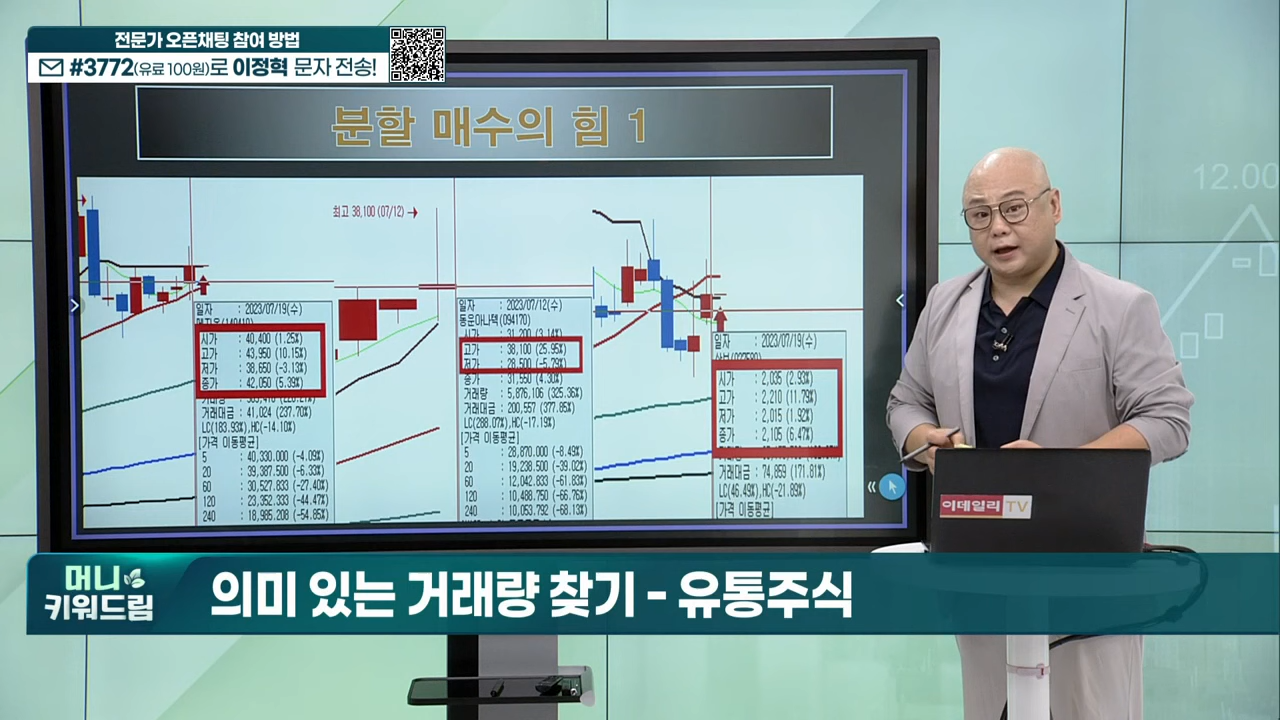 전문가 오픈채팅 참여 방법
#3772(유료 100원)로 이정혁 문자 전송!
분할 매수의 힘 1
12.00
최고 38,100 (07/12)
일자 : 2023/07/19(수)
시가 : 40,400 (1.25%)
고가 : 43,950 (10.15%)
저가 : 38,650 (-3.13%)
종가 : 42,050 (5.39%)
거래대금 : 41,024 (237.70%)
LC(183.93%),HC(-14.10%)
[가격 이동평균]
5 : 40,330.000 (-4.09%)
20 : 39,387.500 (-6.33%)
60 : 30,527.833 (-27.40%)
120 : 23,352.333 (-44.47%)
240 : 18,985.208 (-54.85%)
일자 : 2023/07/12(수)
동운아나텍(094170)
시가 : 31,200 (3.14%)
고가 : 38,100 (25.95%)
저가 : 28,500 (-5.79%)
종가 : 31,550 (4.30%)
거래량 : 5,876,106 (325.36%)
거래대금 : 200,557 (377.85%)
LC(288.07%),HC(-17.19%)
[가격 이동평균]
5 : 28,870.000 (-8.49%)
20 : 19,238.500 (-39.02%)
60 : 12,042.833 (-61.83%)
120 : 10,488.750 (-66.76%)
240 : 10,053.792 (-68.13%)
일자 : 2023/07/19(수)
시가 : 2,035 (2.93%)
고가 : 2,210 (11.79%)
저가 : 2,015 (1.92%)
종가 : 2,105 (6.47%)
거래대금 : 74,859 (171.81%)
LC(46.49%),HC(-21.89%)
[가격 이동평균]
이데일리 TV
머니
키워드림
의미 있는 거래량 찾기 - 유통주식